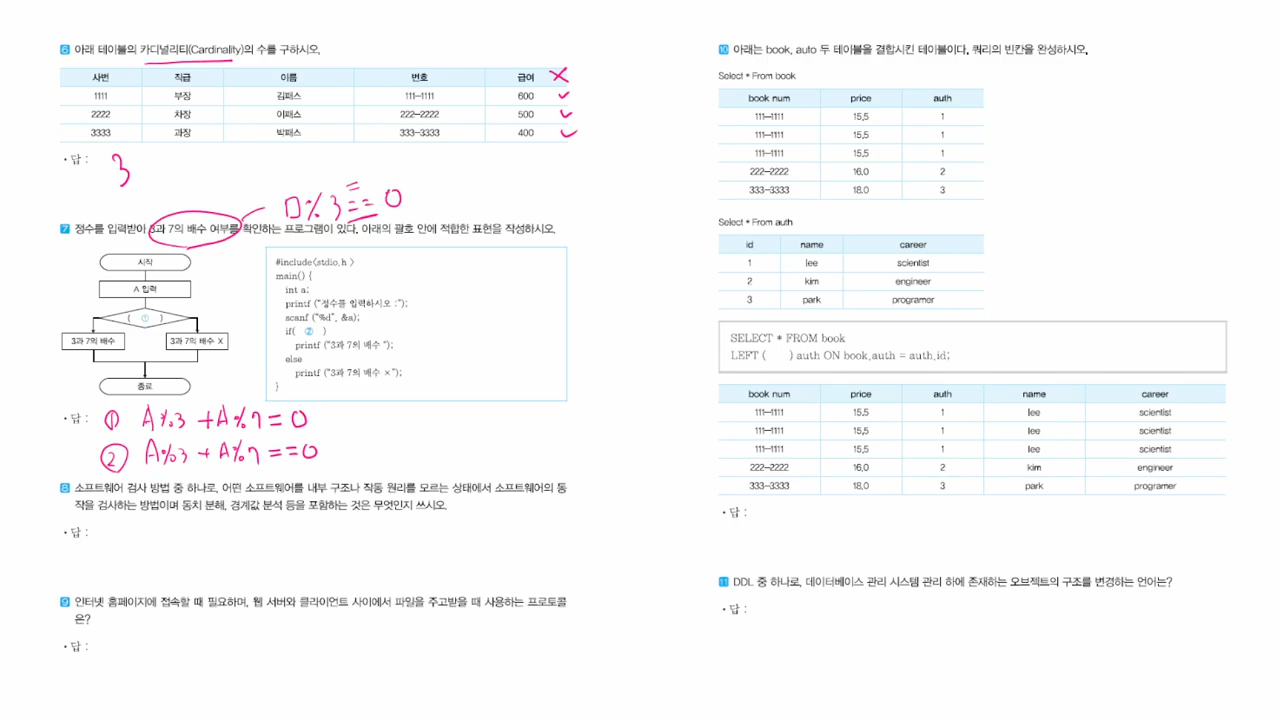 6 아래 테이블의 카디널리티(Cardinality)의 수를 구하시오.
사번 직급 이름 번호 급여
1111 부장 김패스 111-1111 600
2222 차장 이패스 222-2222 500
3333 과장 박패스 333-3333 400
• 답 : 3
□%3 == 0
7 정수를 입력받아 3과 7의 배수 여부를 확인하는 프로그램이 있다. 아래의 괄호 안에 적합한 표현을 작성하시오.
시작
A 입력
( ① )
3과 7의 배수 3과 7의 배수 X
종료
#include<stdio.h >
main() {
int a;
printf ("정수를 입력하시오 :");
scanf ("%d", &a);
if( ② )
printf ("3과 7의 배수 ");
else
printf ("3과 7의 배수 ×");
}
• 답 : ① A%3 + A%7 = 0
② A%3 + A%7 == 0
8 소프트웨어 검사 방법 중 하나로, 어떤 소프트웨어를 내부 구조나 작동 원리를 모르는 상태에서 소프트웨어의 동
작을 검사하는 방법이며 동치 분해, 경계값 분석 등을 포함하는 것은 무엇인지 쓰시오.
• 답 :
9 인터넷 홈페이지에 접속할 때 필요하며, 웹 서버와 클라이언트 사이에서 파일을 주고받을 때 사용하는 프로토콜
은?
• 답 :
10 아래는 book, auto 두 테이블을 결합시킨 테이블이다. 쿼리의 빈칸을 완성하시오.
Select * From book
book num price auth
111-1111 15.5 1
111-1111 15.5 1
111-1111 15.5 1
222-2222 16.0 2
333-3333 18.0 3
Select * From auth
id name career
1 lee scientist
2 kim engineer
3 park programer
SELECT * FROM book
LEFT ( ) auth ON book.auth = auth.id;
book num price auth name career
111-1111 15.5 1 lee scientist
111-1111 15.5 1 lee scientist
111-1111 15.5 1 lee scientist
222-2222 16.0 2 kim engineer
333-3333 18.0 3 park programer
• 답 :
11 DDL 중 하나로, 데이터베이스 관리 시스템 관리 하에 존재하는 오브젝트의 구조를 변경하는 언어는?
• 답 :